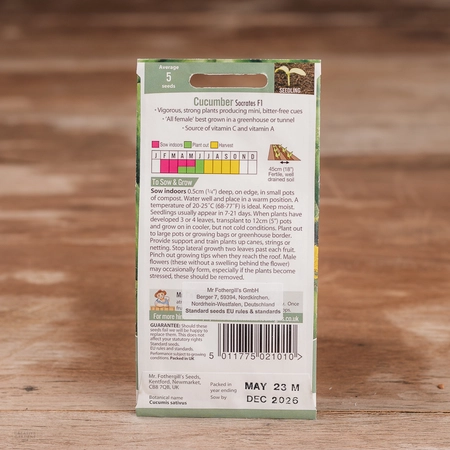 Average
5
seeds
SEEDLING
Cucumber Socrates F1
• Vigorous, strong plants producing mini, bitter-free cues
• 'All female' best grown in a greenhouse or tunnel
• Source of vitamin C and vitamin A
Sow indoors Plant out Harvest
J F M A M J J A S O N D
45cm (18")
Fertile, well
drained soil
To Sow & Grow
Sow indoors 0.5cm (¼") deep, on edge, in small pots
of compost. Water well and place in a warm position. A
temperature of 20-25˚C (68-77˚F) is ideal. Keep moist.
Seedlings usually appear in 7-21 days. When plants have
developed 3 or 4 leaves, transplant to 12cm (5") pots
and grow on in cooler, but not cold conditions. Plant out
to large pots or growing bags or greenhouse border.
Provide support and train plants up canes, strings or
netting. Stop lateral growth two leaves past each fruit.
Pinch out growing tips when they reach the roof. Male
flowers (these without a swelling behind the flower)
may occasionally form, especially if the plants become
stressed, these should be removed.
Mr Fothergill's GmbH
Berger 7, 59394, Nordkirchen,
Nordrhein-Westfalen, Deutschland
Standard seeds EU rules & standards
Once
ops.
For more
co.uk
GUARANTEE: Should these
seeds fail we will be happy to
replace them. This does not
affect your statutory rights
Standard seeds.
EU rules and standards.
Performance subject to growing
conditions. Packed in UK
5 011775 021010 >
Mr. Fothergill's Seeds,
Kentford, Newmarket,
CB8 7QB, UK
Botanical name
Cucumis sativus
Packed in
year ending
Sow by
MAY 23 M
DEC 2026